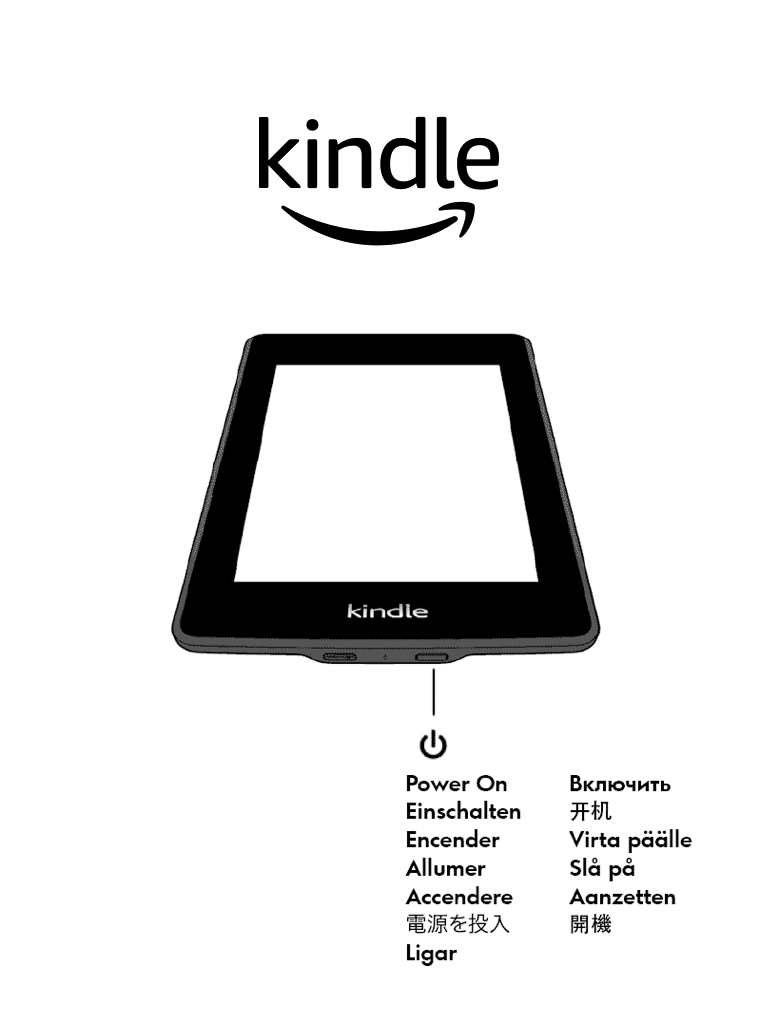 kindle
kindle
Power On
Einschalten
Encender
Allumer
Accendere
電源を投入
Ligar
Включить
开机
Virta päälle
Slå på
Aanzetten
開機